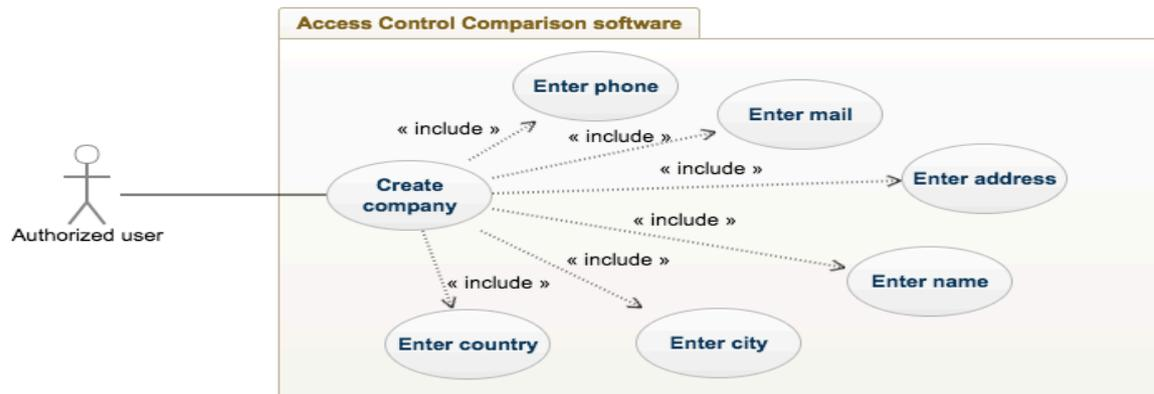 Access Control Comparison software
Enter phone
Enter mail
« include »
« include »
« include »
Enter address
Create
company
Authorized user
« include »
« include »
Enter name
« include »
Enter country
Enter city